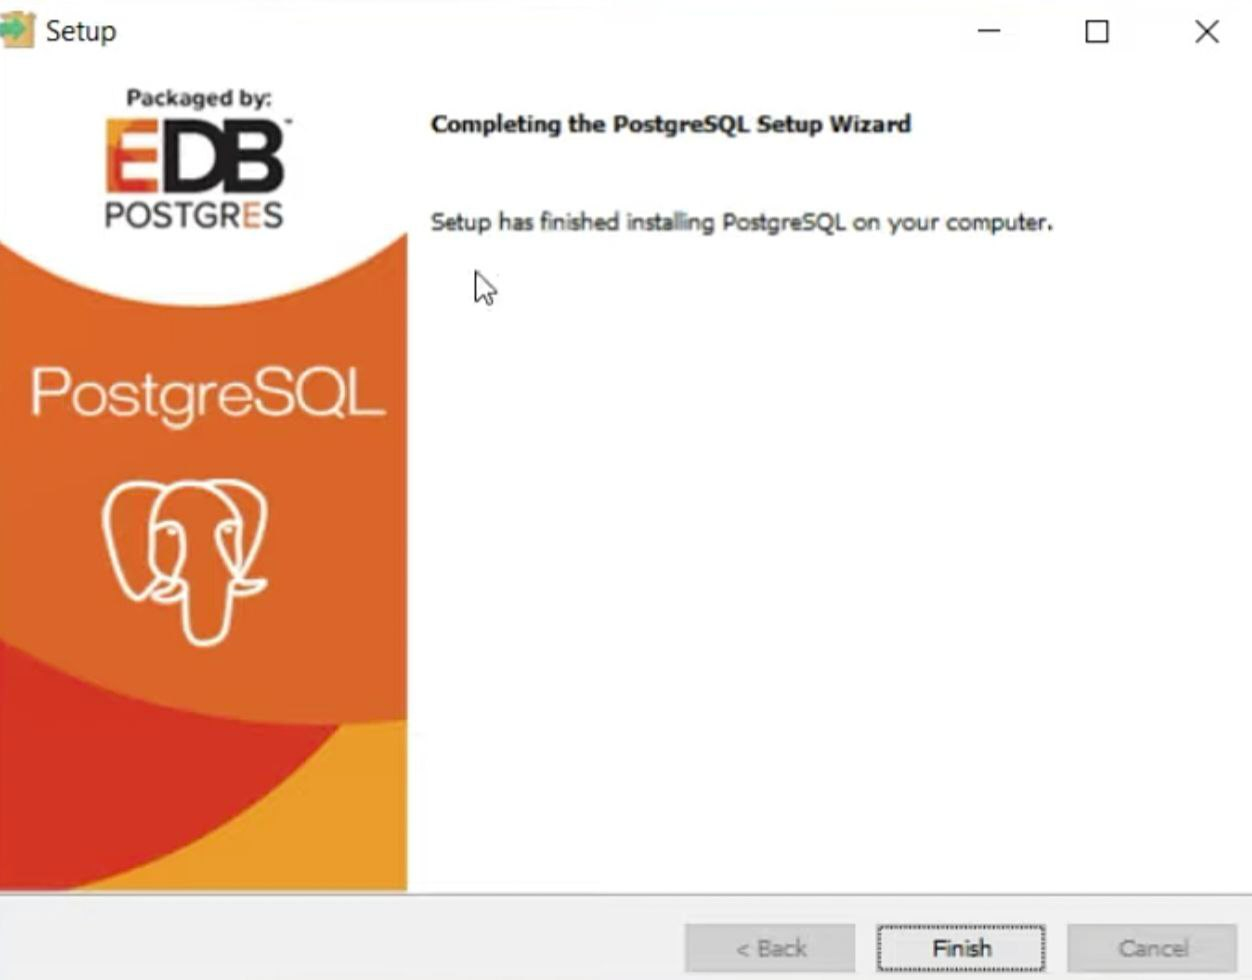 Setup
Packaged by:
EDB™
POSTGRES
Completing the PostgreSQL Setup Wizard
Setup has finished installing PostgreSQL on your computer.
PostgreSQL
< Back
Finish
Cancel